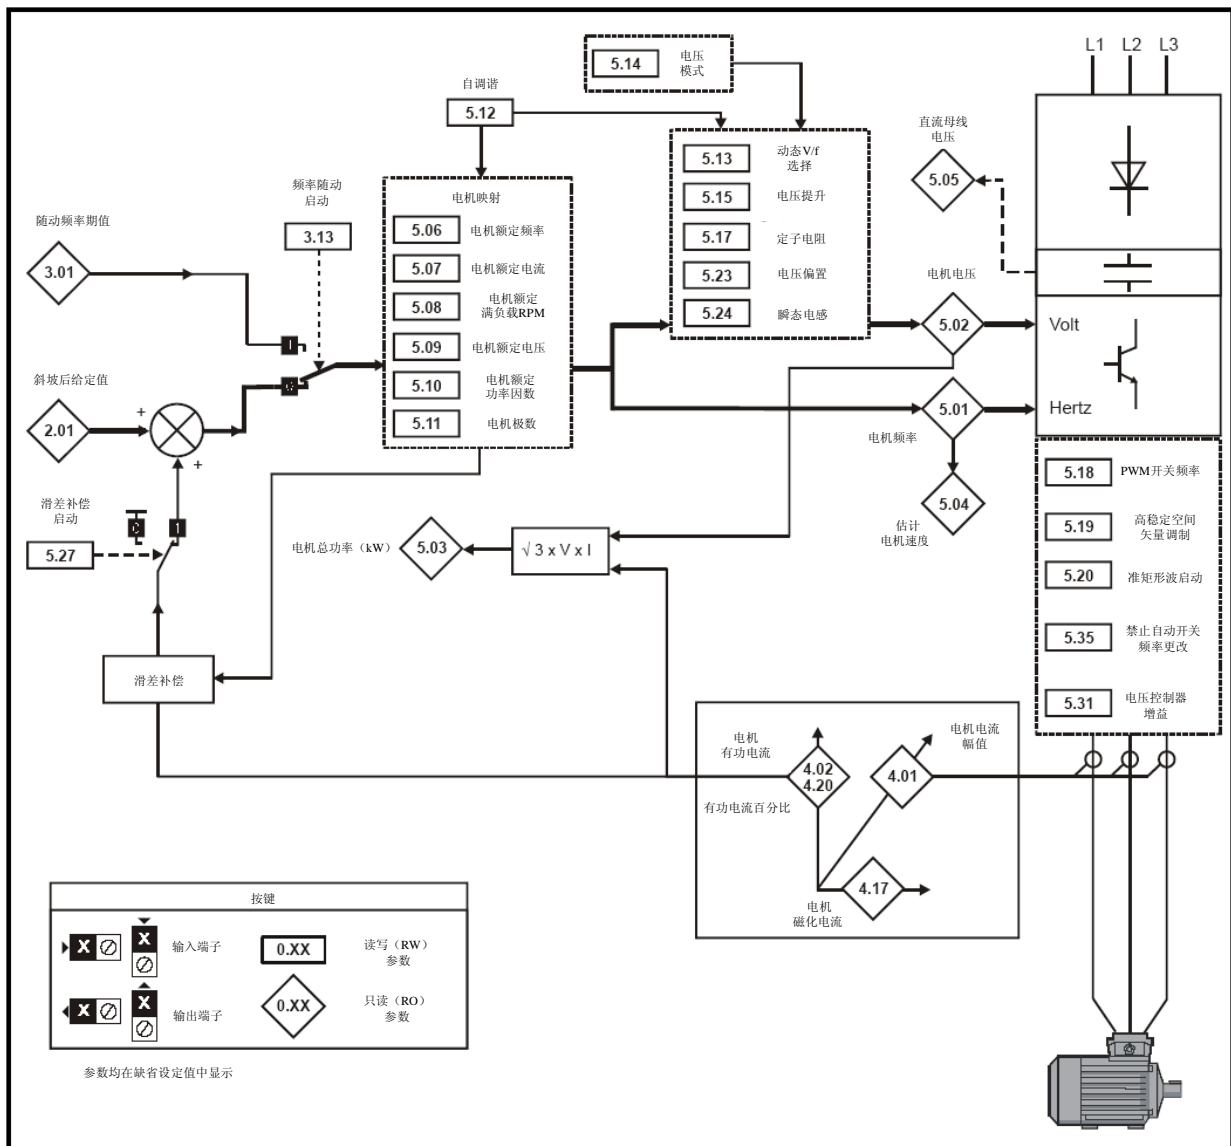 L1 L2 L3
5.14
电压
模式
自调谐
5.12
直流母线
电压
5.05
频率随动
启动
3.13
电机映射
5.06 电机额定频率
5.07 电机额定电流
5.08 电机额定
满负载RPM
5.09 电机额定电压
5.10 电机额定
功率因数
5.11 电机极数
5.13 动态V/f
选择
5.15 电压提升
5.17 定子电阻
5.23 电压偏置
5.24 瞬态电感
随动频率期值
3.01
1
0
斜坡后给定值
2.01
+
+
电机电压
5.02
Volt
5.01
Hertz
电机频率
5.04
估计
电机速度
滑差补偿
启动
0 1
5.27
电机总功率（kW）
5.03
√ 3 x V x I
5.18 PWM开关频率
5.19 高稳定空间
矢量调制
5.20 准矩形波启动
5.35 禁止自动开关
频率更改
5.31 电压控制器
增益
滑差补偿
电机
有功电流
4.02
4.20
有功电流百分比
电机电流
幅值
4.01
4.17
电机
磁化电流
按键
X X 输入端子
0.XX 读写（RW）
参数
X X 输出端子
0.XX 只读（RO）
参数
参数均在缺省设定值中显示